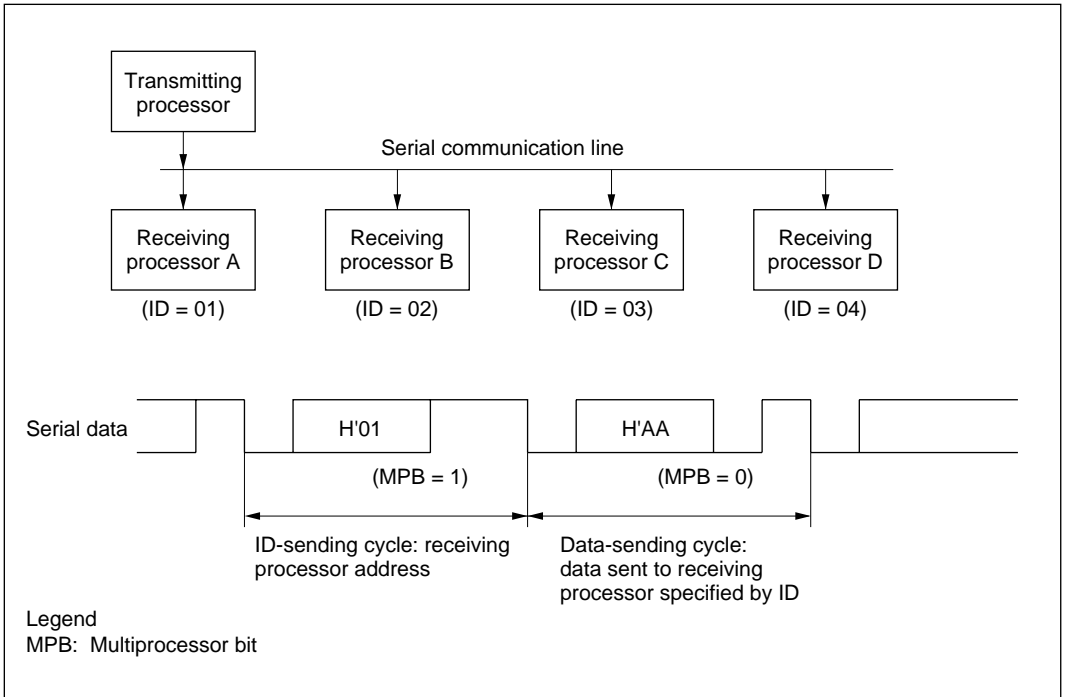 Transmitting
processor
Serial communication line
Receiving
processor A
Receiving
processor B
Receiving
processor C
Receiving
processor D
(ID = 01)
(ID = 02)
(ID = 03)
(ID = 04)
Serial data
H'01
H'AA
(MPB = 1)
(MPB = 0)
ID-sending cycle: receiving
processor address
Data-sending cycle:
data sent to receiving
processor specified by ID
Legend
MPB: Multiprocessor bit